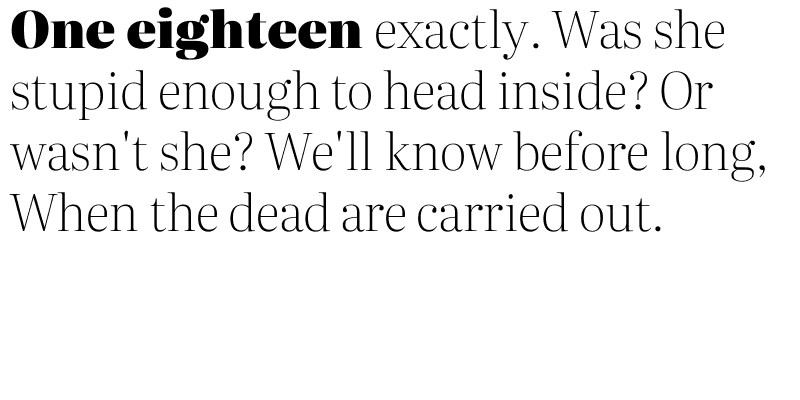 One eighteen exactly. Was she
stupid enough to head inside? Or
wasn't she? We'll know before long,
When the dead are carried out.